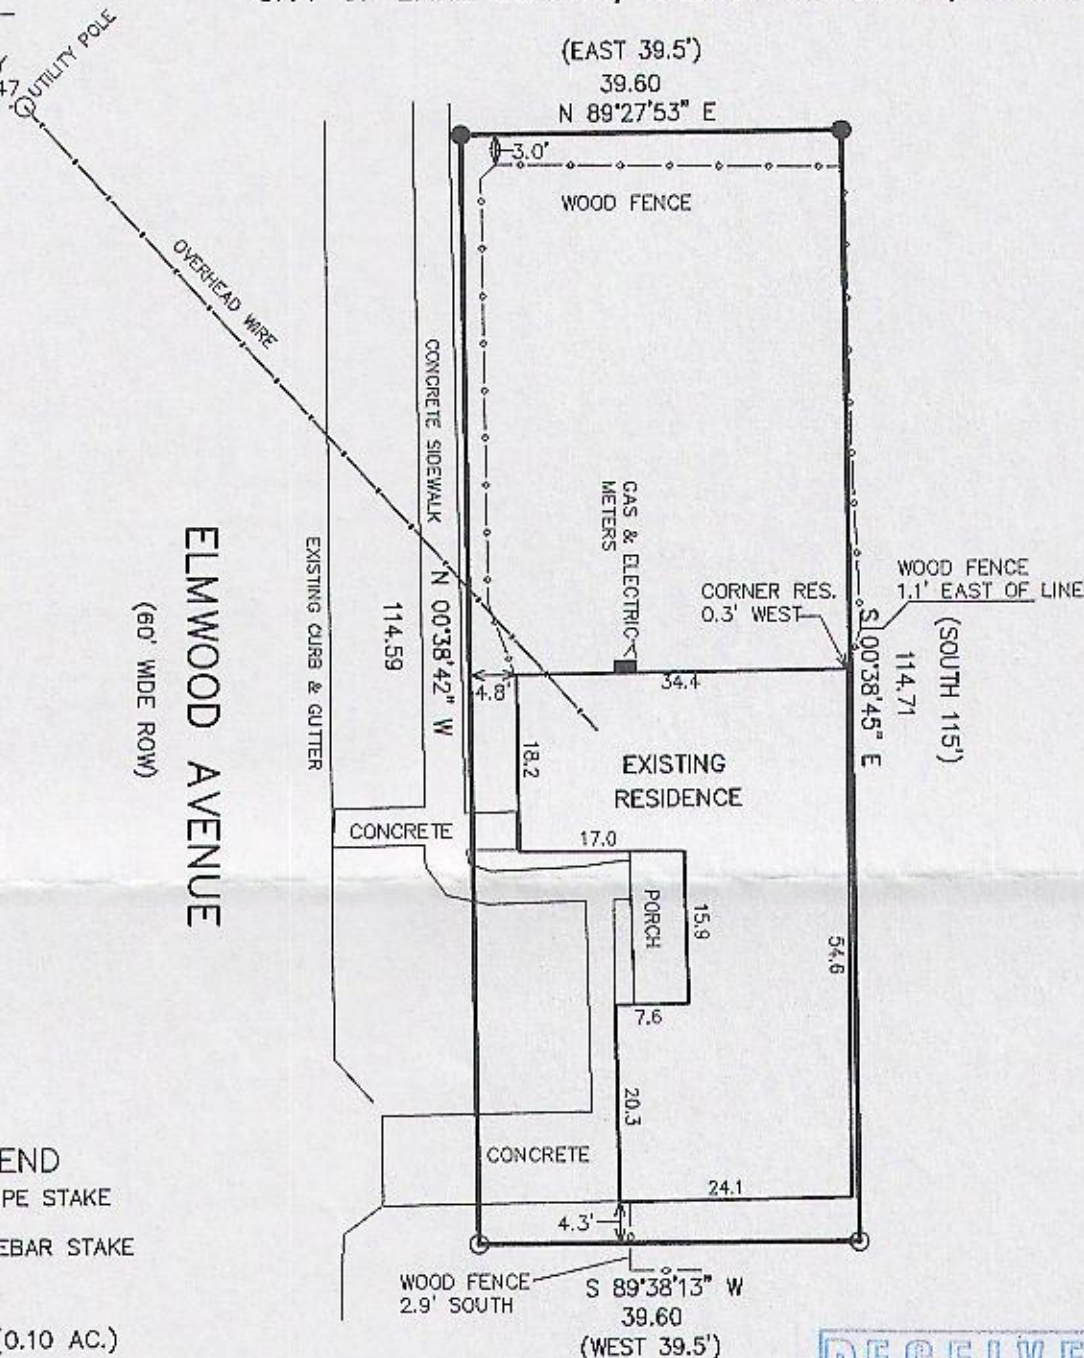 UTILITY POLE
47
(EAST 39.5')
39.60
N 89°27'53" E
3.0'
WOOD FENCE
OVERHEAD WIRE
CONCRETE SIDEWALK
GAS & ELECTRIC
METERS
ELMWOOD AVENUE
(60' WIDE ROW)
EXISTING CURB & GUTTER
114.59
N 00°38'42" W
CORNER RES.
0.3' WEST
WOOD FENCE
1.1' EAST OF LINE
(SOUTH 115')
114.71
S 00°38'45" E
4.8'
34.4
18.2
EXISTING
RESIDENCE
CONCRETE
17.0
PORCH
15.9
54.6
7.6
20.3
CONCRETE
24.1
4.3'
WOOD FENCE
2.9' SOUTH
S 89°38'13" W
39.60
(WEST 39.5')
END
PE STAKE
EBAR STAKE
(0.10 AC.)